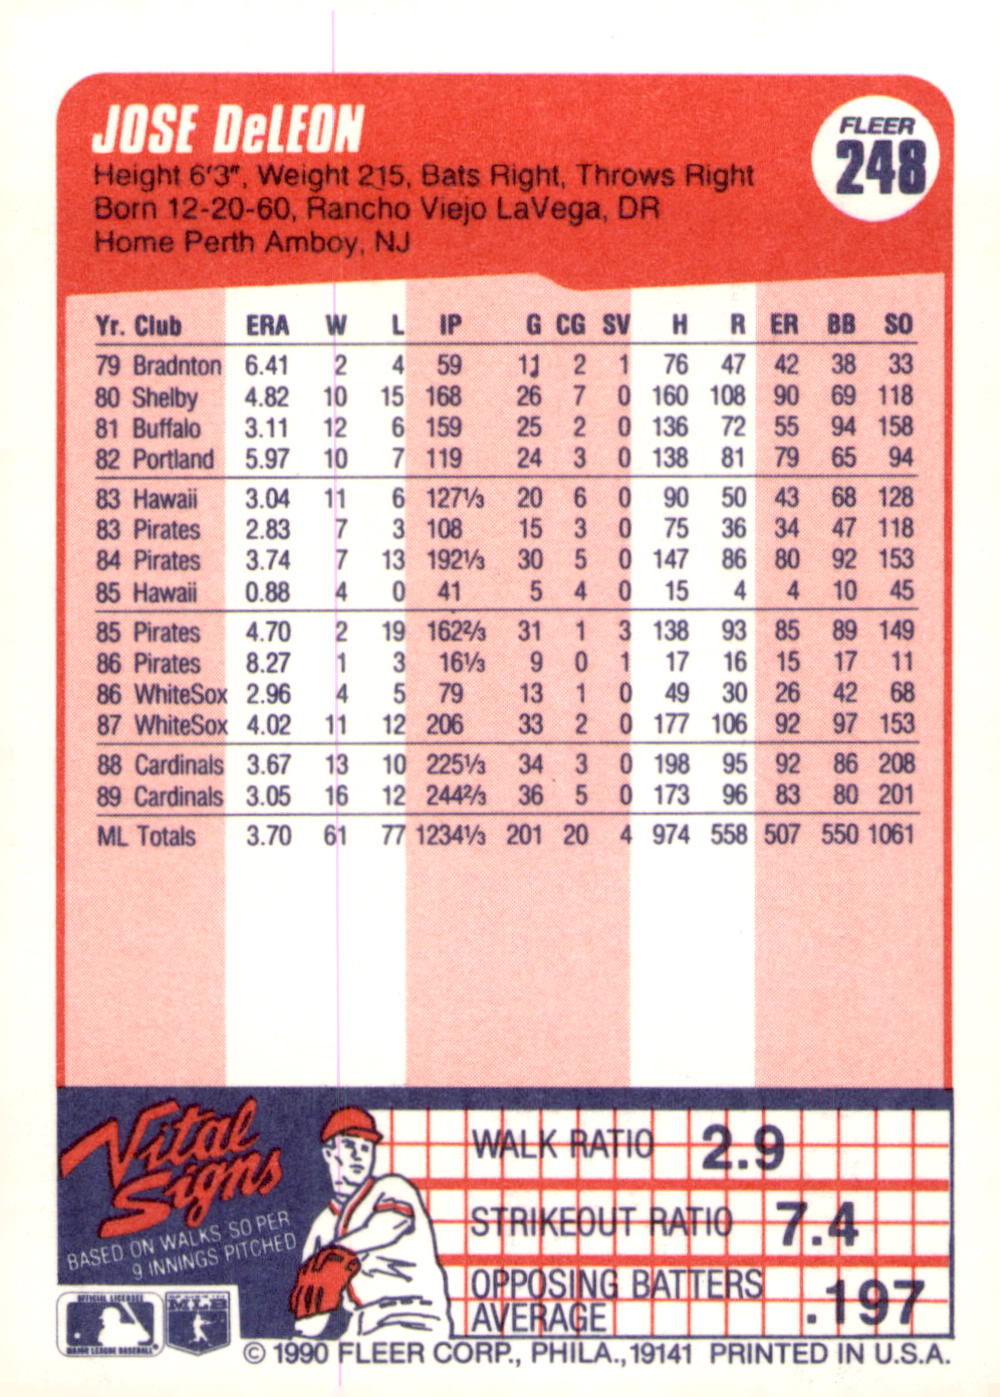 JOSE DeLEON
FLEER
248
Height 6'3", Weight 215, Bats Right, Throws Right
Born 12-20-60, Rancho Viejo LaVega, DR
Home Perth Amboy, NJ
Yr. Club ERA W L IP G CG SV H R ER BB SO
79 Bradnton 6.41 2 4 59 11 2 1 76 47 42 38 33
80 Shelby 4.82 10 15 168 26 7 0 160 108 90 69 118
81 Buffalo 3.11 12 6 159 25 2 0 136 72 55 94 158
82 Portland 5.97 10 7 119 24 3 0 138 81 79 65 94
83 Hawaii 3.04 11 6 127⅓ 20 6 0 90 50 43 68 128
83 Pirates 2.83 7 3 108 15 3 0 75 36 34 47 118
84 Pirates 3.74 7 13 192⅓ 30 5 0 147 86 80 92 153
85 Hawaii 0.88 4 0 41 5 4 0 15 4 4 10 45
85 Pirates 4.70 2 19 162⅔ 31 1 3 138 93 85 89 149
86 Pirates 8.27 1 3 16⅓ 9 0 1 17 16 15 17 11
86 WhiteSox 2.96 4 5 79 13 1 0 49 30 26 42 68
87 WhiteSox 4.02 11 12 206 33 2 0 177 106 92 97 153
88 Cardinals 3.67 13 10 225⅓ 34 3 0 198 95 92 86 208
89 Cardinals 3.05 16 12 244⅔ 36 5 0 173 96 83 80 201
ML Totals 3.70 61 77 1234⅓ 201 20 4 974 558 507 550 1061
Vital
Signs
BASED ON WALKS SO PER
9 INNINGS PITCHED
WALK RATIO 2.9
STRIKEOUT RATIO 7.4
OPPOSING BATTERS
AVERAGE .197
OFFICIAL LICENSEE
MAJOR LEAGUE BASEBALL
MLB
© 1990 FLEER CORP., PHILA., 19141 PRINTED IN U.S.A.